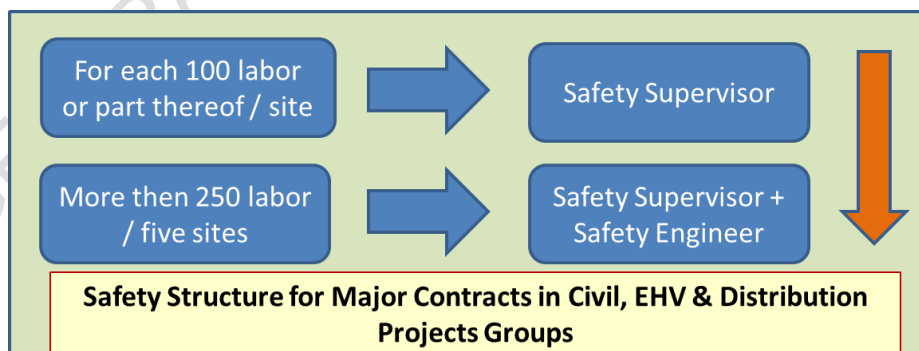 For each 100 labor
or part thereof / site
Safety Supervisor
More then 250 labor
/ five sites
Safety Supervisor +
Safety Engineer
Safety Structure for Major Contracts in Civil, EHV & Distribution
Projects Groups